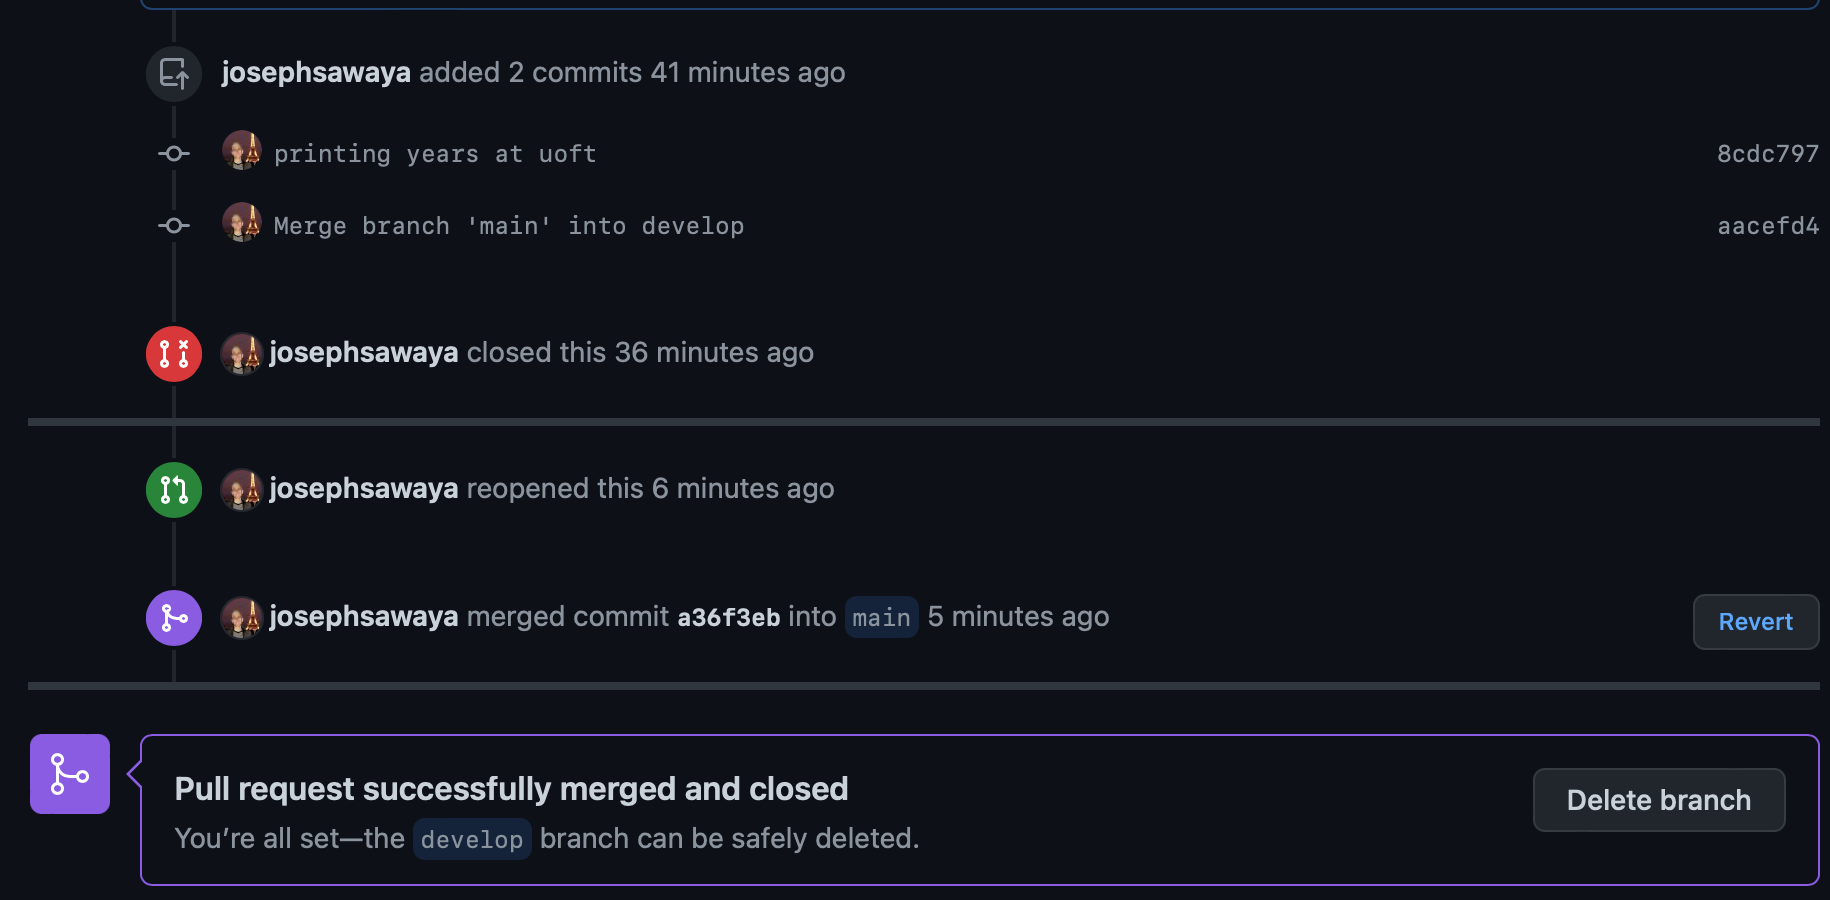 josephsawaya added 2 commits 41 minutes ago
printing years at uoft 8cdc797
Merge branch 'main' into develop aacefd4
josephsawaya closed this 36 minutes ago
josephsawaya reopened this 6 minutes ago
josephsawaya merged commit a36f3eb into main 5 minutes ago Revert
Pull request successfully merged and closed
You’re all set—the develop branch can be safely deleted.
Delete branch